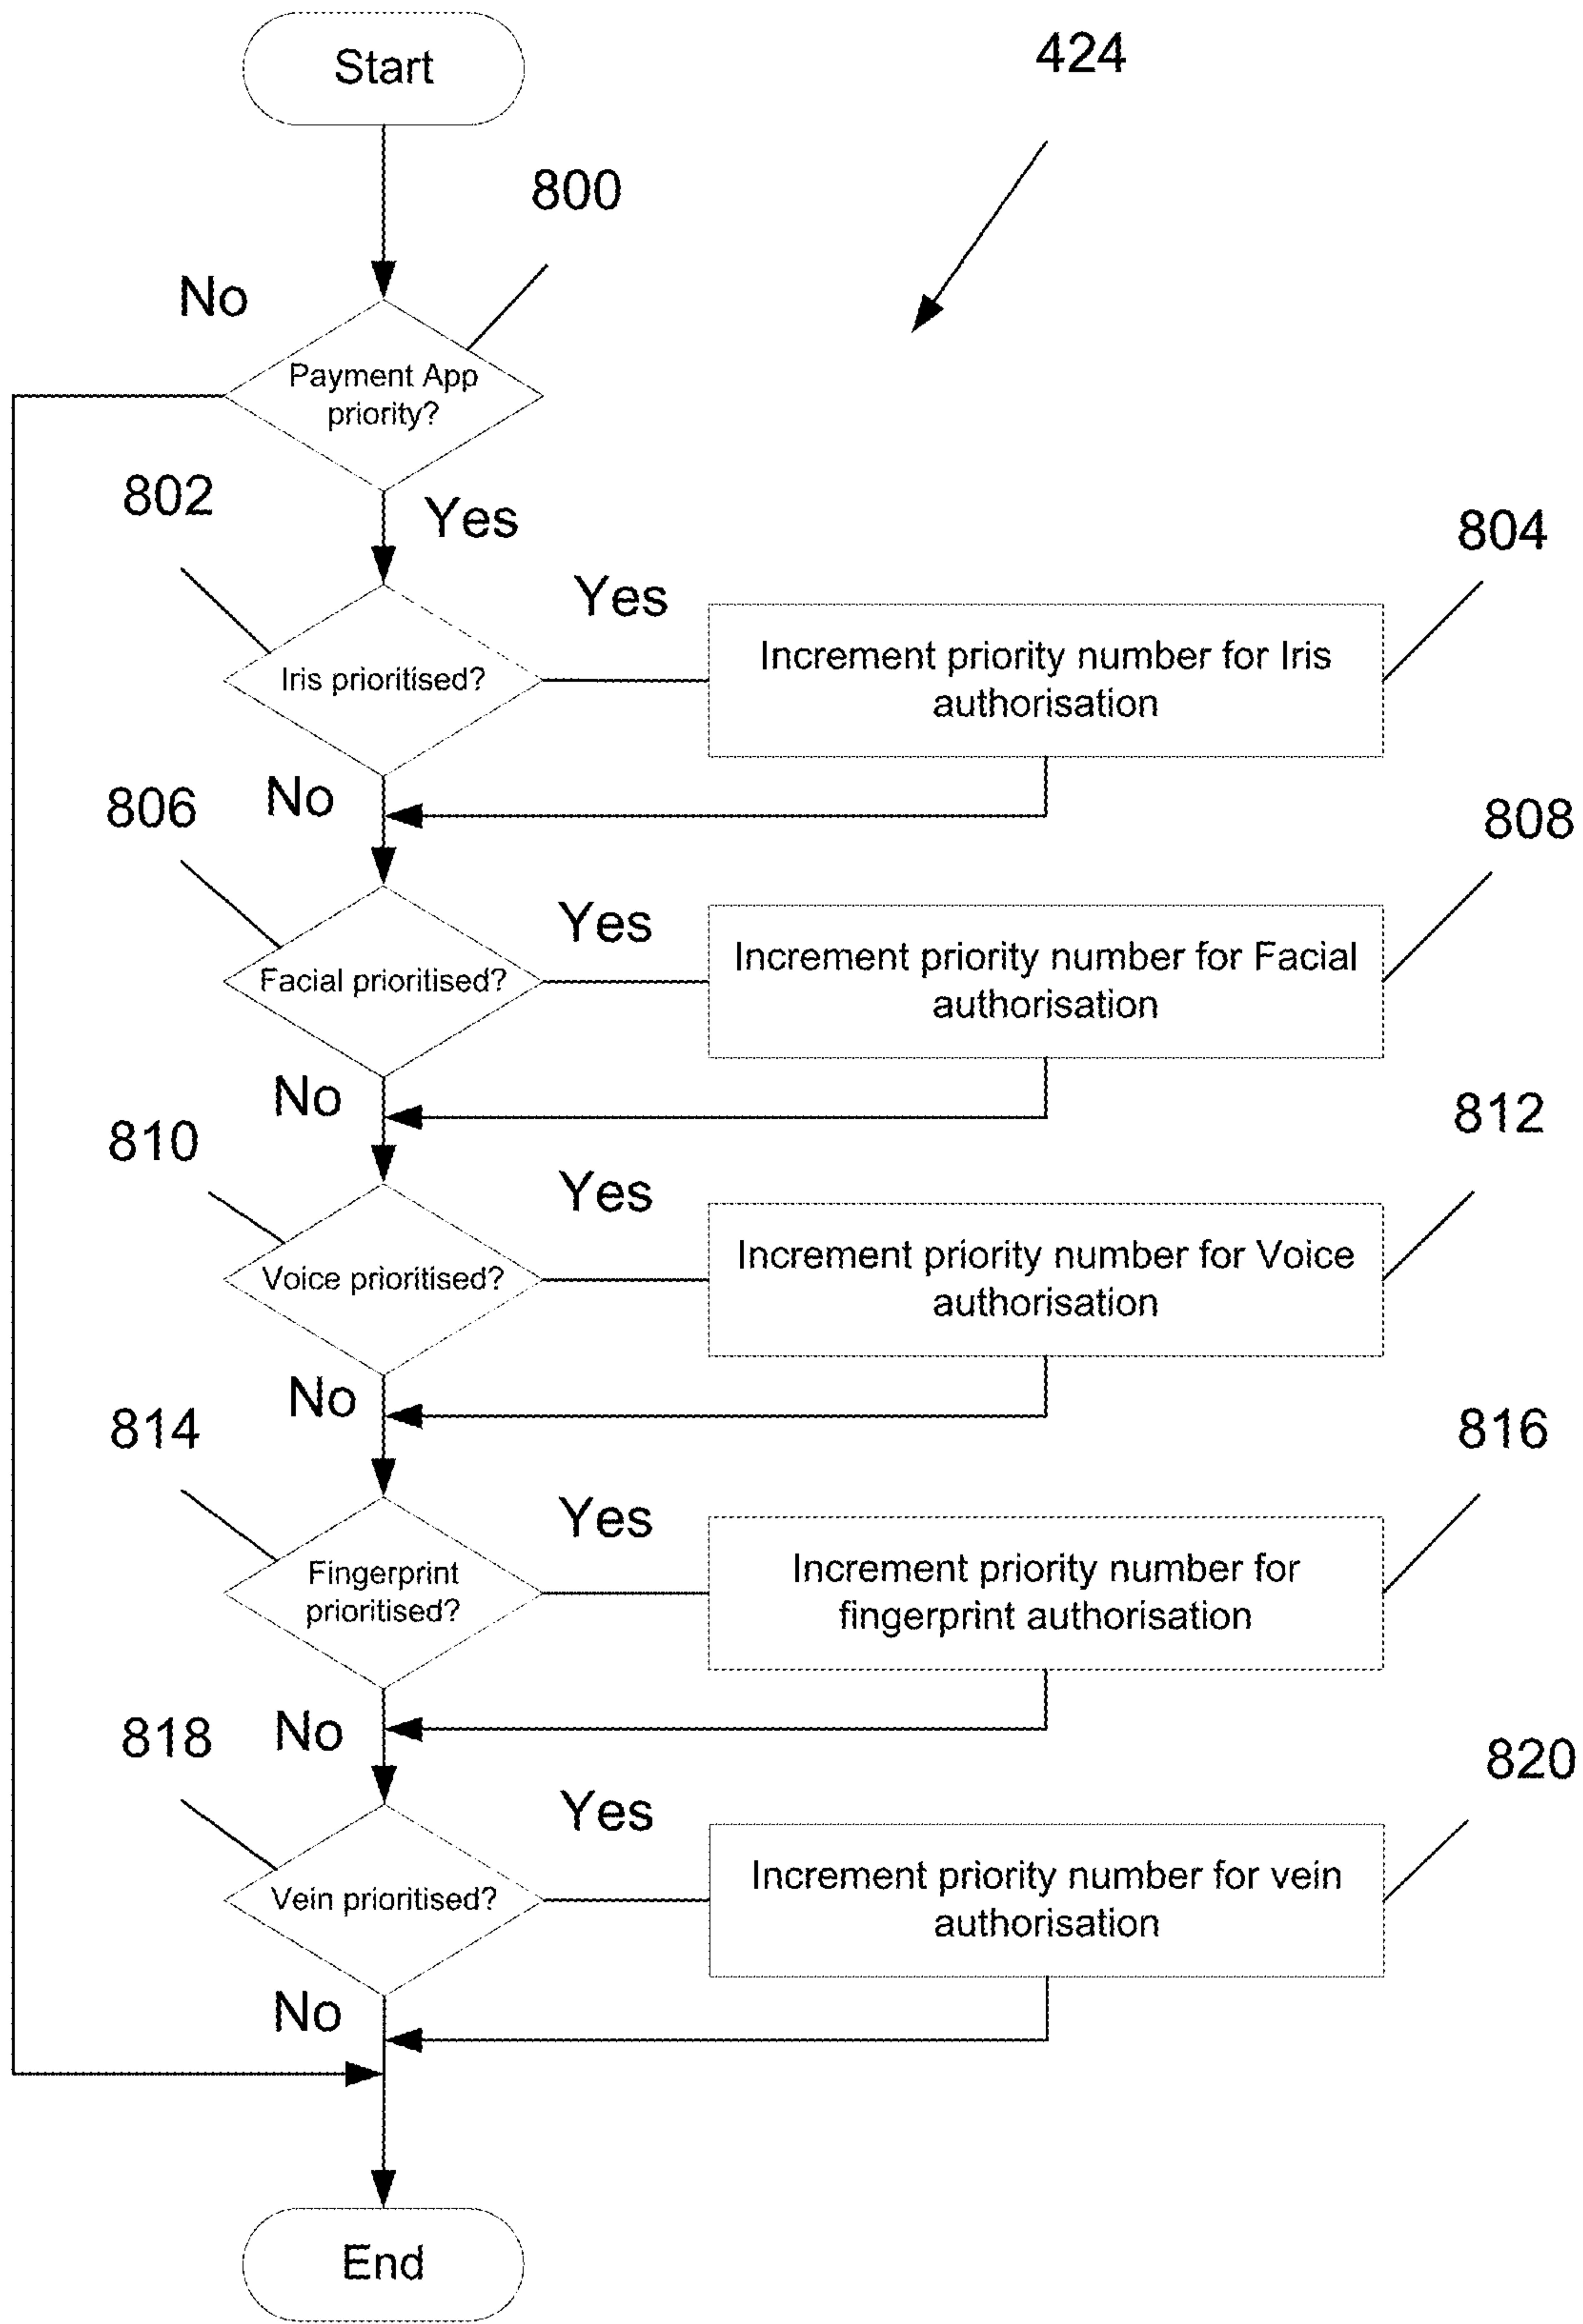 Start
424
800
No
Payment App
priority?
802
Yes
804
Yes
Increment priority number for Iris
authorisation
Iris prioritised?
No
806
808
Yes
Increment priority number for Facial
authorisation
Facial prioritised?
No
810
812
Yes
Increment priority number for Voice
authorisation
Voice prioritised?
No
814
816
Yes
Increment priority number for
fingerprint authorisation
Fingerprint
prioritised?
No
818
820
Yes
Increment priority number for vein
authorisation
Vein prioritised?
No
End